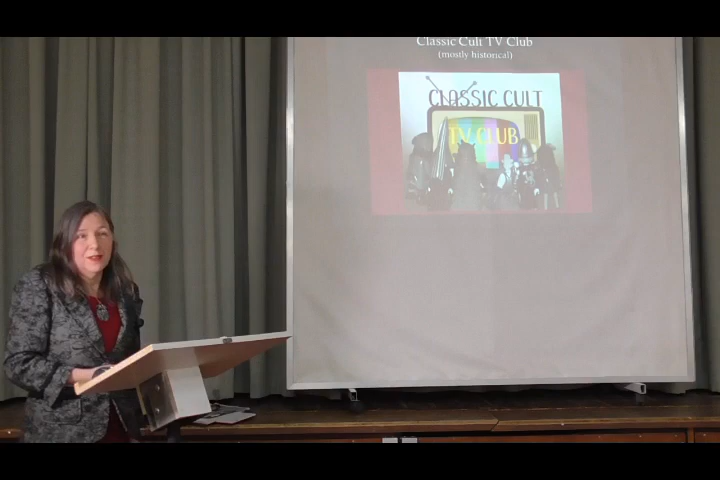 Classic Cult TV Club
(mostly historical)
CLASSIC CULT
TV CLUB